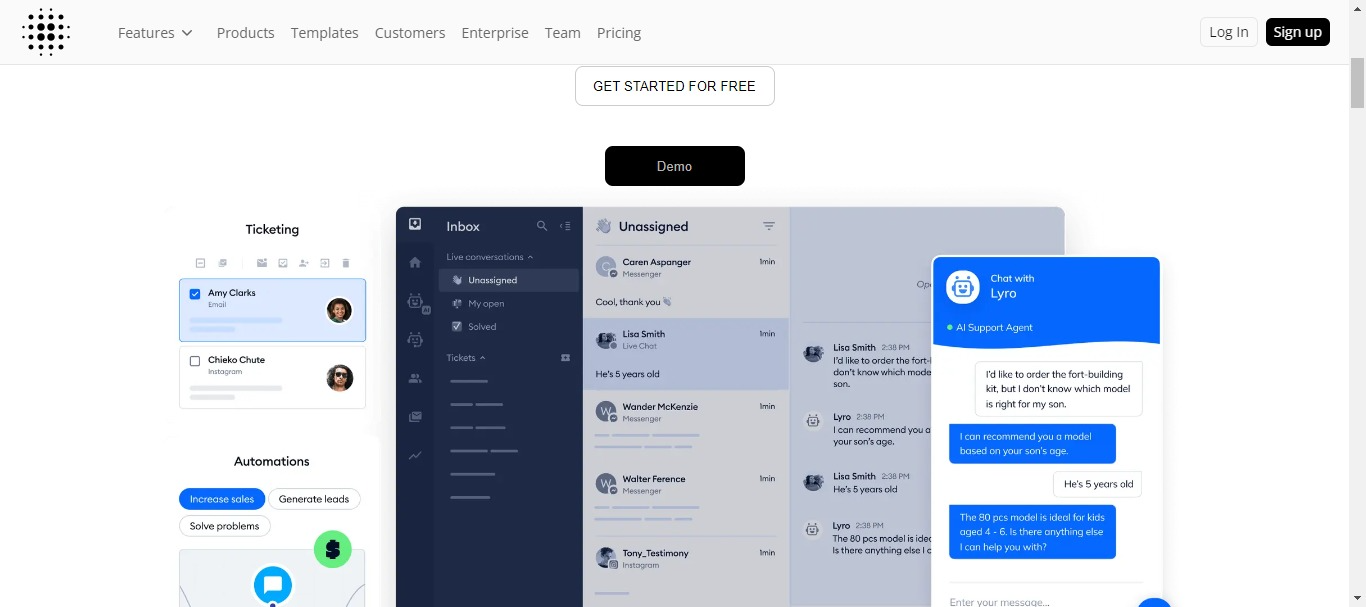 Features Products Templates Customers Enterprise Team Pricing Log In Sign up
GET STARTED FOR FREE
Demo
Ticketing
Amy Clarks
Email
Chieko Chute
Instagram
Automations
Increase sales Generate leads
Solve problems
Inbox
Live conversations
Unassigned
My open
Solved
Tickets
Unassigned
Caren Aspanger 1min
Messenger
Cool, thank you 👋
Lisa Smith 1min
Live Chat
He's 5 years old
Wander McKenzie 1min
Messenger
Walter Ference 1min
Messenger
Tony_Testimony 1min
Instagram
Lisa Smith 2:38 PM
I'd like to order the fort-
don't know which mode
son.
Lyro 2:38 PM
I can recommend you a
your son's age.
Lisa Smith 2:38 PM
He's 5 years old
Lyro 2:38 PM
The 80 pcs model is idec
Is there anything else I c
Chat with
Lyro
AI Support Agent
I'd like to order the fort-building
kit, but I don't know which model
is right for my son.
I can recommend you a model
based on your son's age.
He's 5 years old
The 80 pcs model is ideal for kids
aged 4 - 6. Is there anything else
I can help you with?
Enter your message...